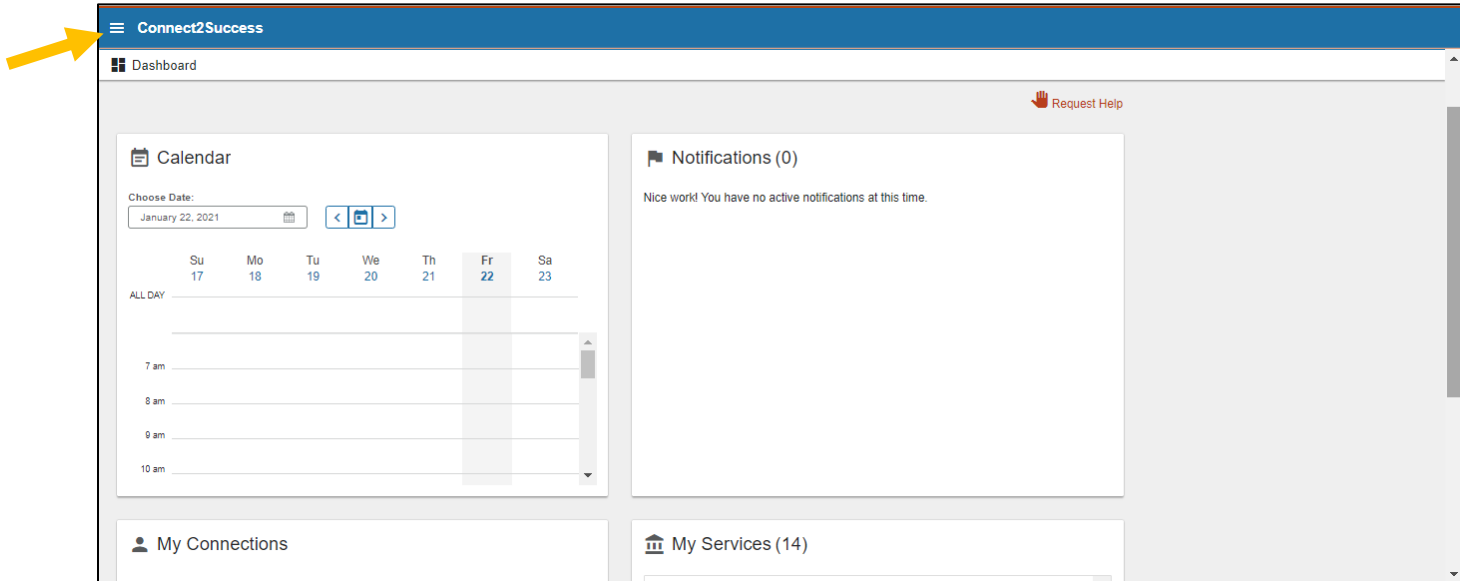 Connect2Success
Dashboard
Request Help
Calendar
Choose Date:
January 22, 2021
Su Mo Tu We Th Fr Sa
17 18 19 20 21 22 23
ALL DAY
7 am
8 am
9 am
10 am
Notifications (0)
Nice work! You have no active notifications at this time.
My Connections
My Services (14)